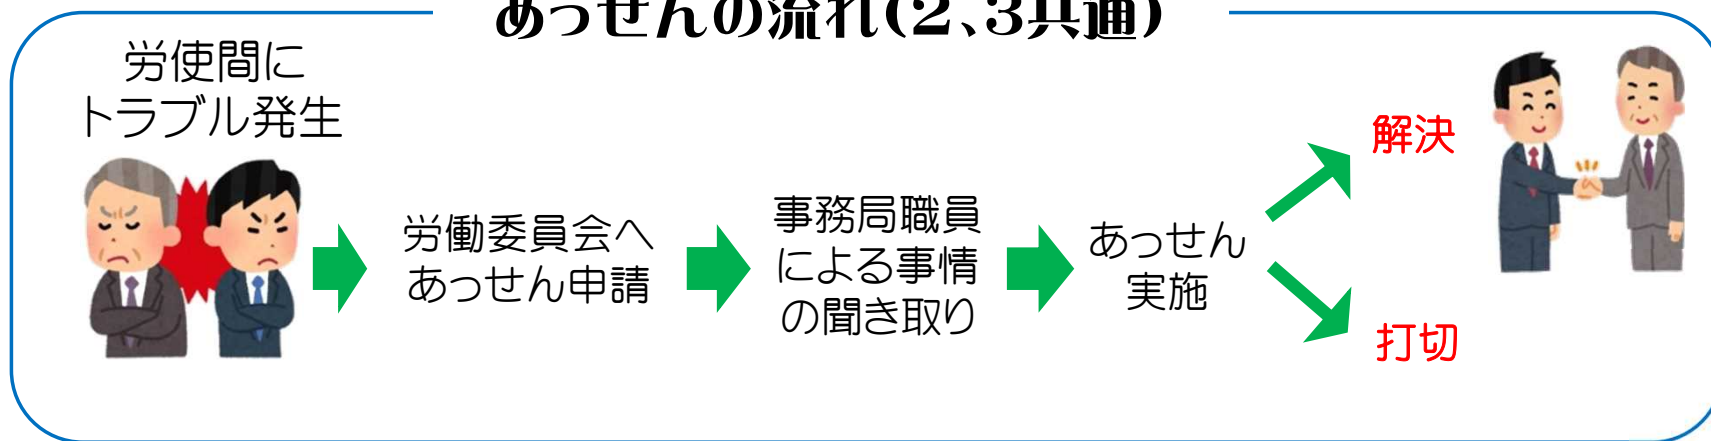 あっせんの流れ(2、3共通)
労使間に
トラブル発生
労働委員会へ
あっせん申請
事務局職員
による事情
の聞き取り
あっせん
実施
解決
打切